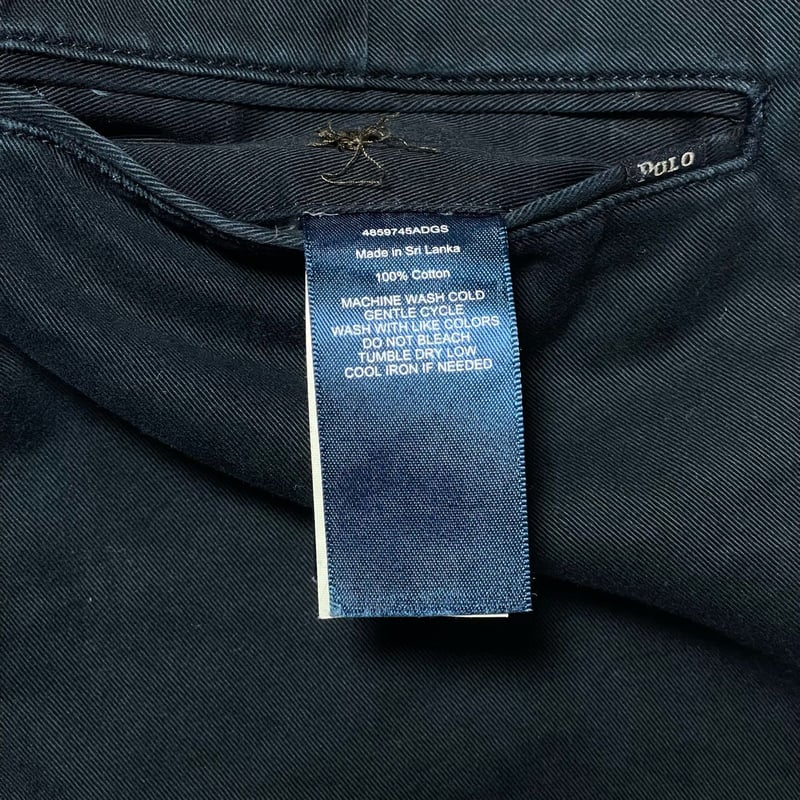 POLO
4859745ADGS
Made in Sri Lanka
100% Cotton
MACHINE WASH COLD
GENTLE CYCLE
WASH WITH LIKE COLORS
DO NOT BLEACH
TUMBLE DRY LOW
COOL IRON IF NEEDED